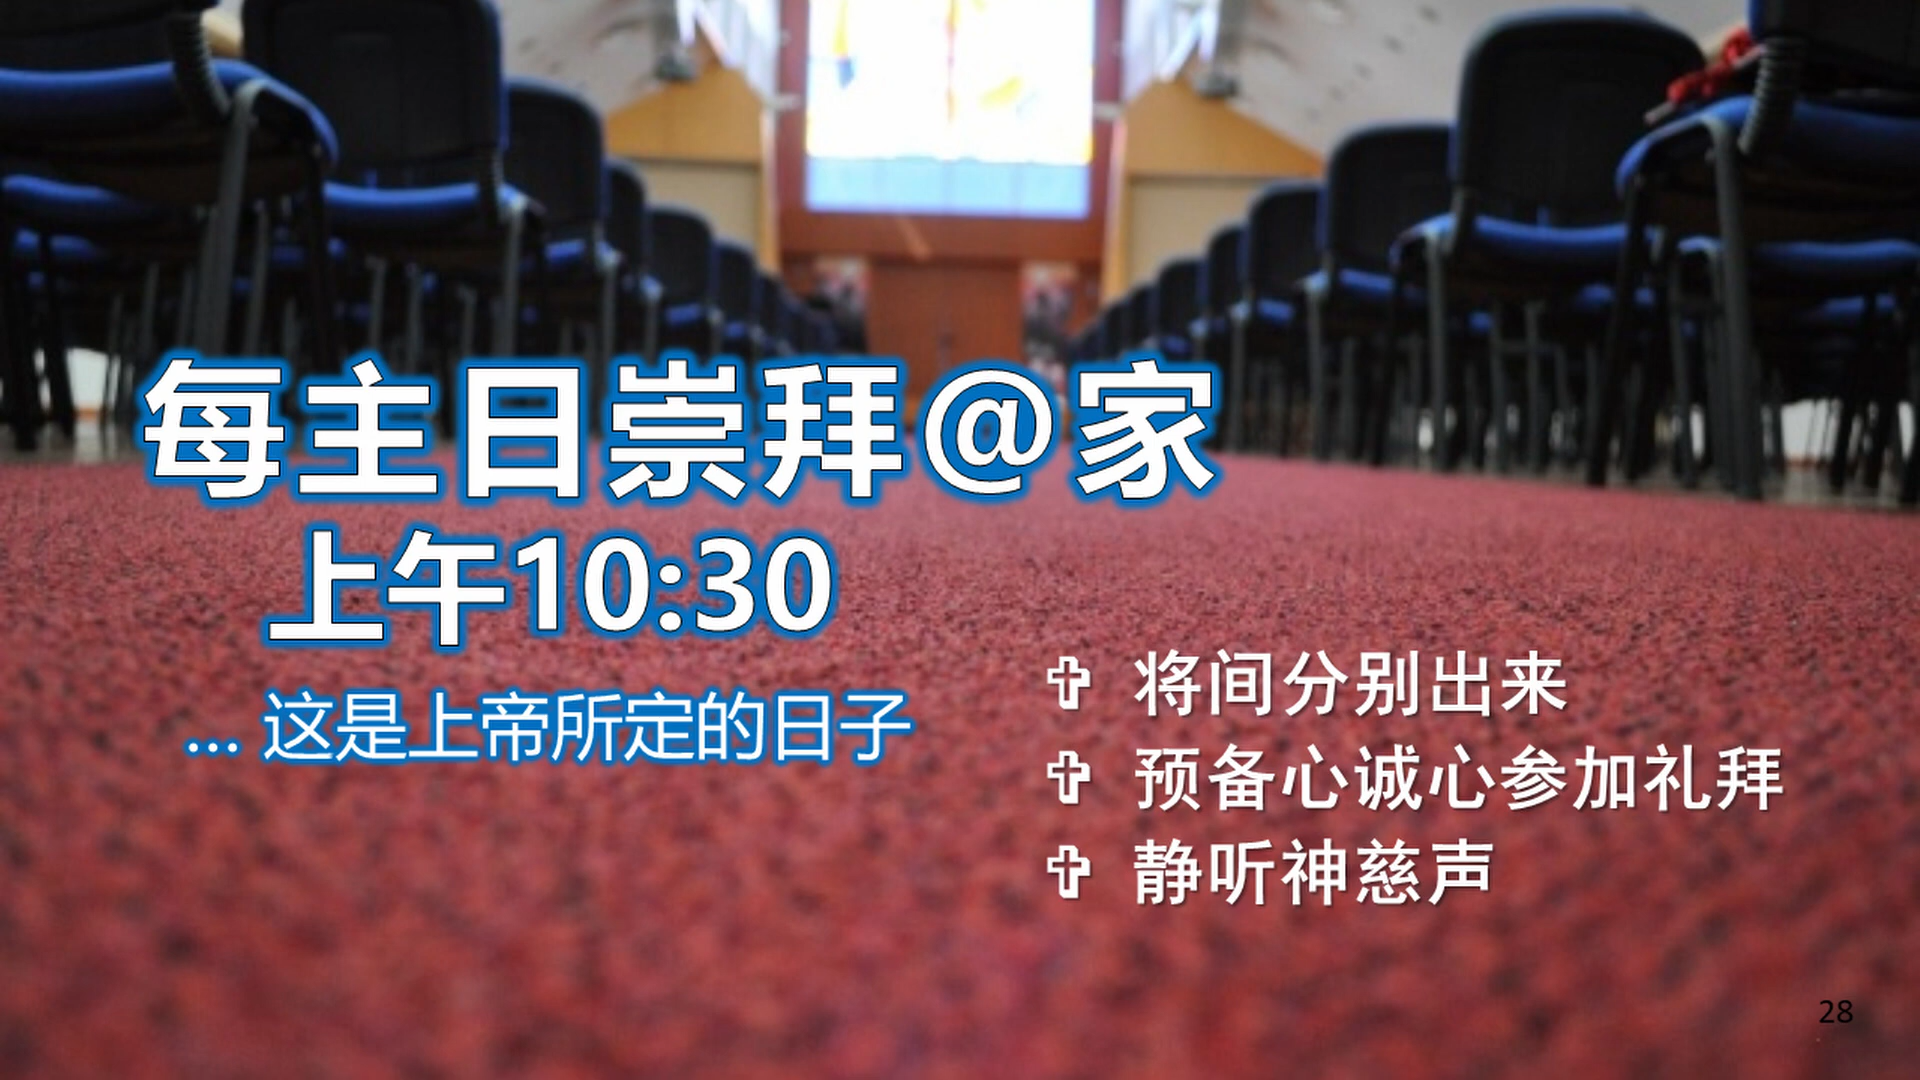 每主日崇拜@家
上午10:30
... 这是上帝所定的日子
✞ 将间分别出来
✞ 预备心诚心参加礼拜
✞ 静听神慈声
28